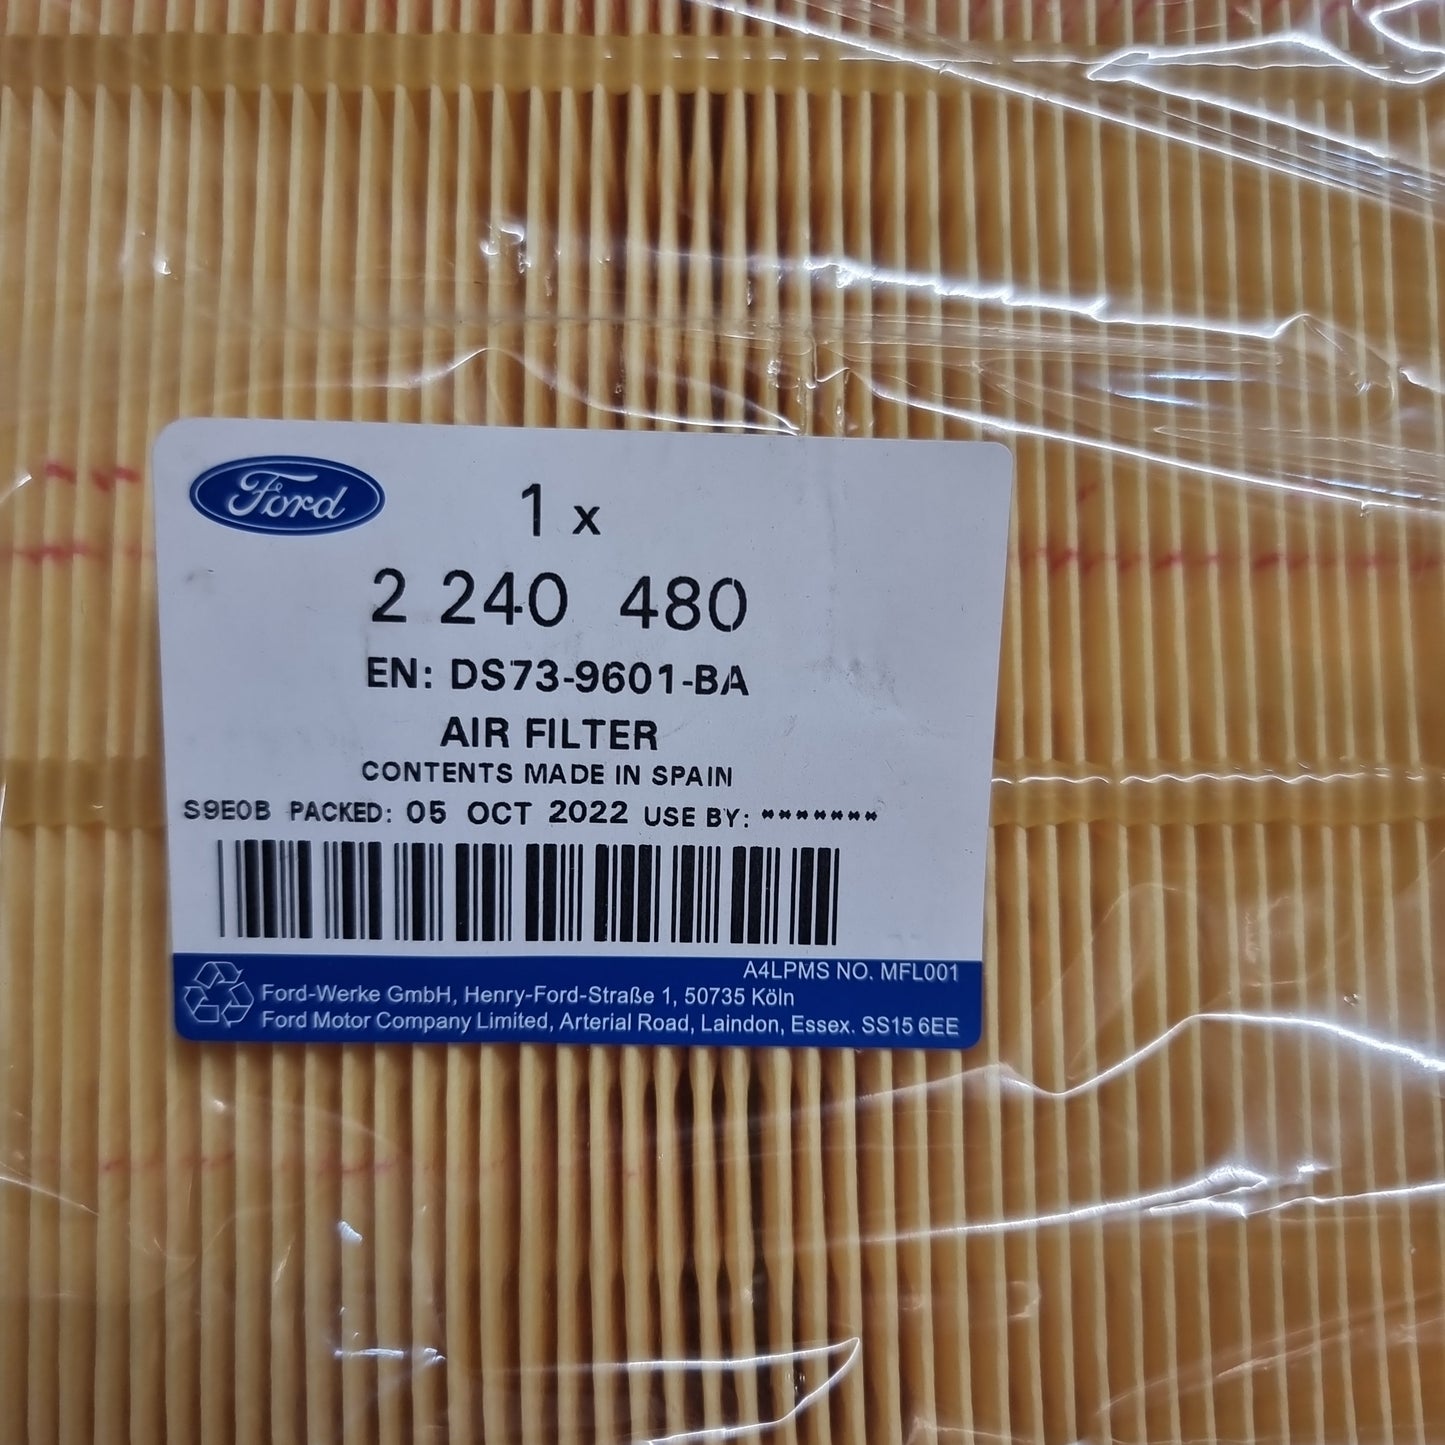 Ford
1 x
2 240 480
EN: DS73-9601-BA
AIR FILTER
CONTENTS MADE IN SPAIN
S9E0B PACKED: 05 OCT 2022 USE BY: *******
A4LPMS NO. MFL001
Ford-Werke GmbH, Henry-Ford-Straße 1, 50735 Köln
Ford Motor Company Limited, Arterial Road, Laindon, Essex. SS15 6EE